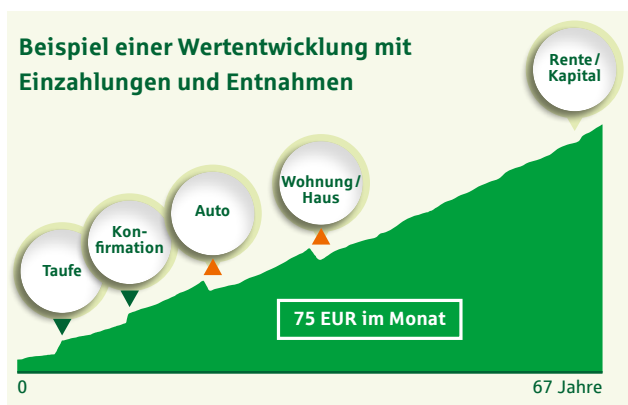 Beispiel einer Wertentwicklung mit
Einzahlungen und Entnahmen
Rente/
Kapital
Wohnung/
Haus
Auto
Kon-
firmation
Taufe
75 EUR im Monat
0
67 Jahre